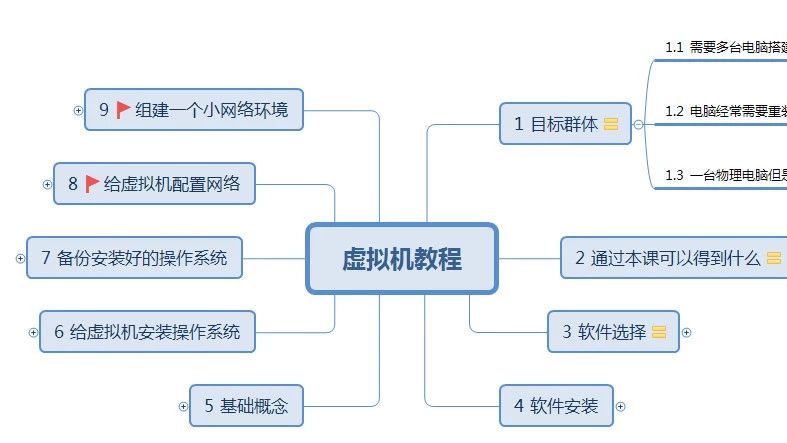 虚拟机教程
1 目标群体
1.1 需要多台电脑搭建
1.2 电脑经常需要重装
1.3 一台物理电脑但是
2 通过本课可以得到什么
3 软件选择
4 软件安装
5 基础概念
6 给虚拟机安装操作系统
7 备份安装好的操作系统
8 给虚拟机配置网络
9 组建一个小网络环境